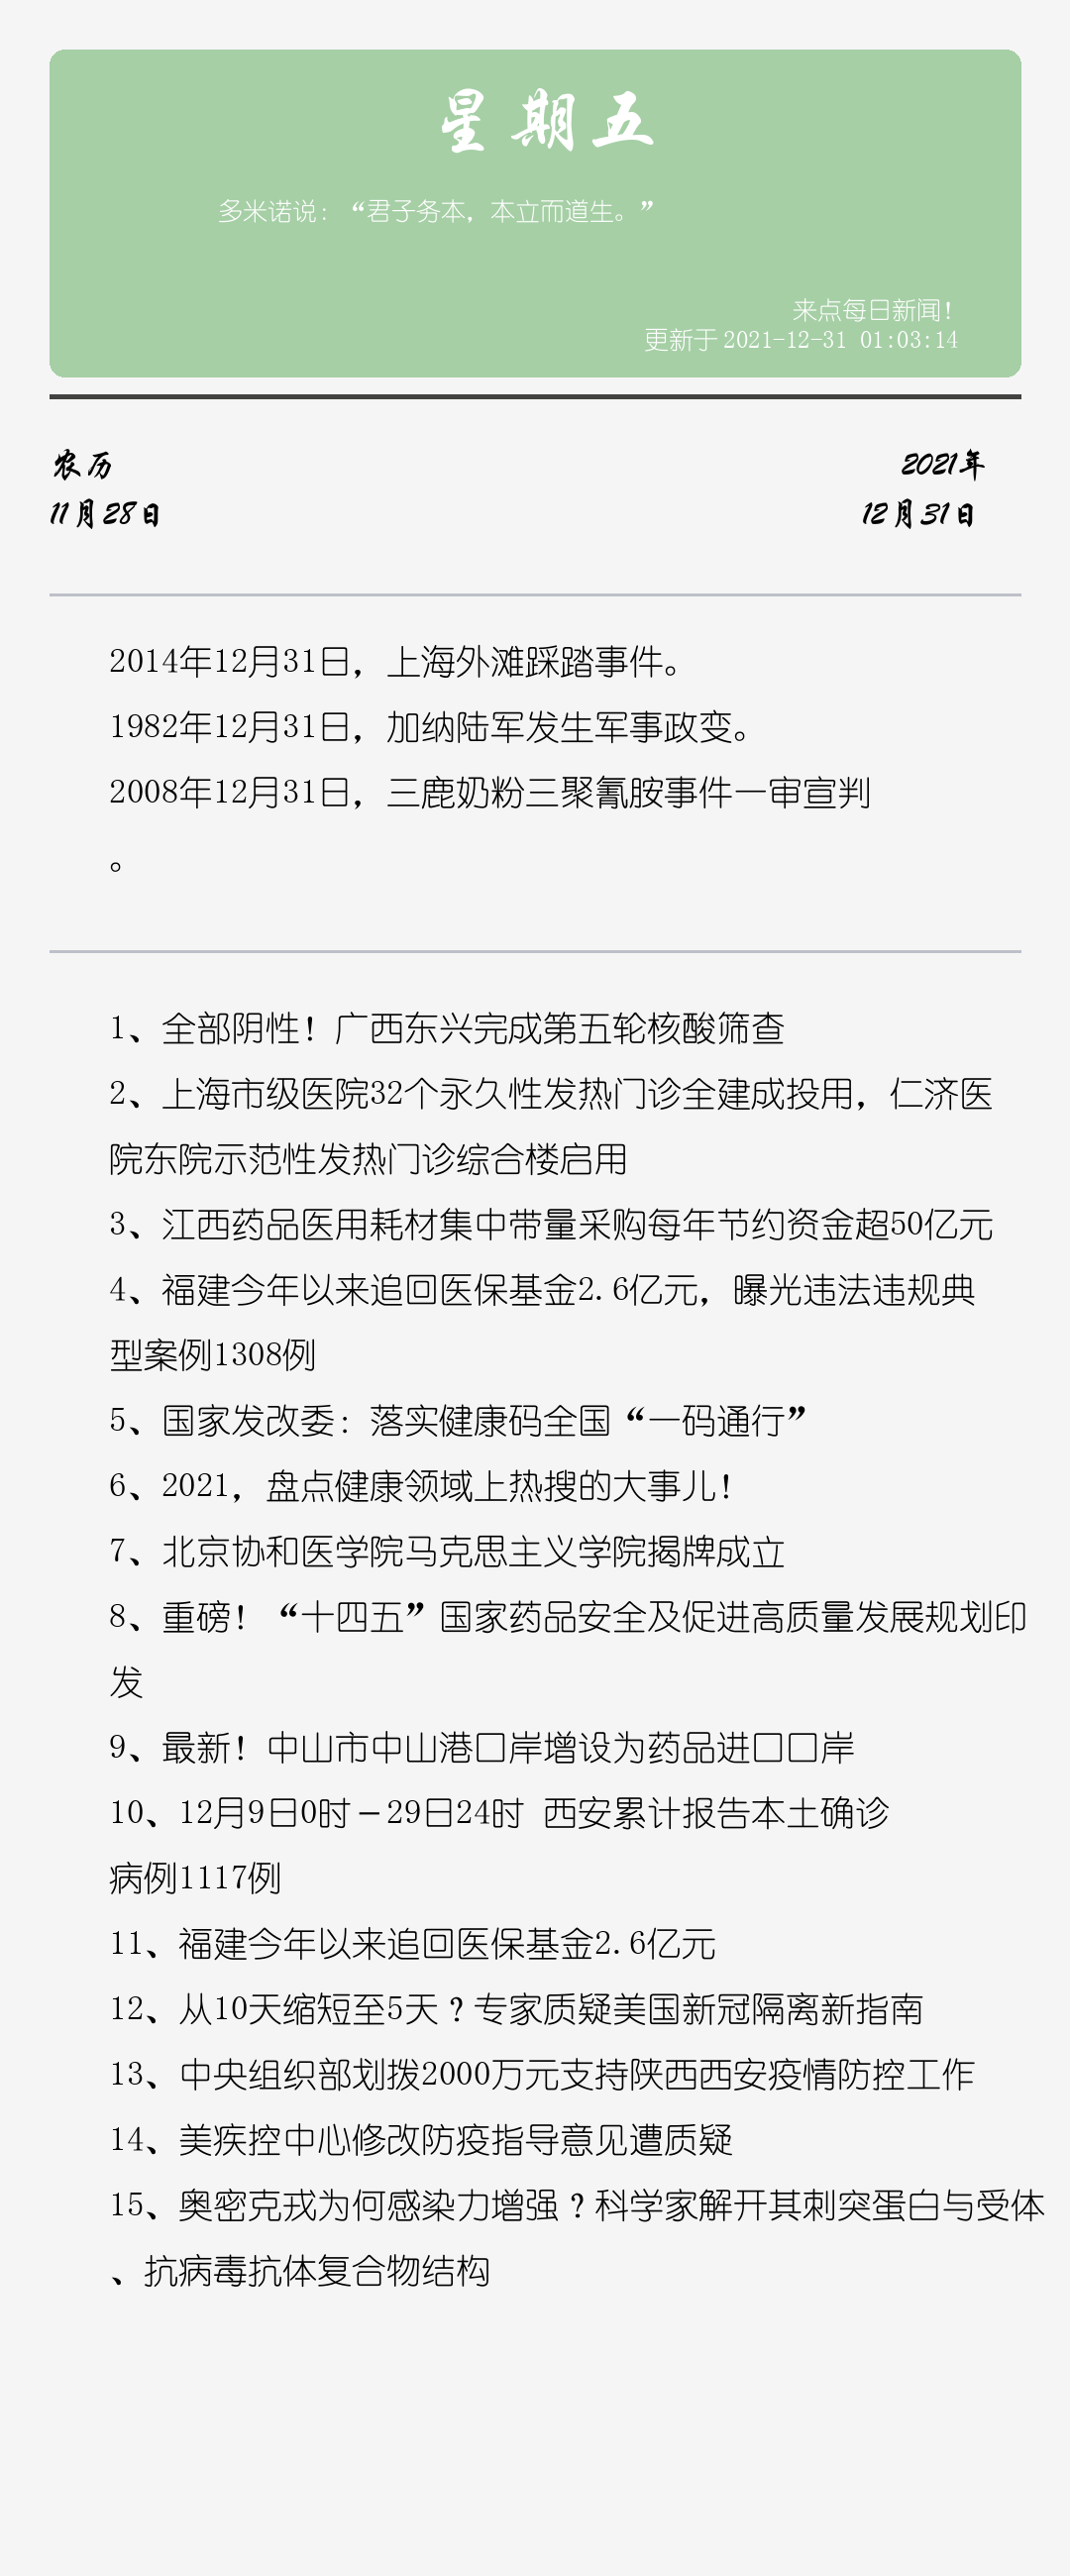 星期五
多米诺说：“君子务本，本立而道生。”
来点每日新闻！
更新于 2021-12-31 01:03:14
农历
2021年
11月28日
12月31日
2014年12月31日，上海外滩踩踏事件。
1982年12月31日，加纳陆军发生军事政变。
2008年12月31日，三鹿奶粉三聚氰胺事件一审宣判
。
1、全部阴性！广西东兴完成第五轮核酸筛查
2、上海市级医院32个永久性发热门诊全建成投用，仁济医
院东院示范性发热门诊综合楼启用
3、江西药品医用耗材集中带量采购每年节约资金超50亿元
4、福建今年以来追回医保基金2.6亿元，曝光违法违规典
型案例1308例
5、国家发改委：落实健康码全国“一码通行”
6、2021，盘点健康领域上热搜的大事儿！
7、北京协和医学院马克思主义学院揭牌成立
8、重磅！“十四五”国家药品安全及促进高质量发展规划印
发
9、最新！中山市中山港口岸增设为药品进口口岸
10、12月9日0时－29日24时 西安累计报告本土确诊
病例1117例
11、福建今年以来追回医保基金2.6亿元
12、从10天缩短至5天？专家质疑美国新冠隔离新指南
13、中央组织部划拨2000万元支持陕西西安疫情防控工作
14、美疾控中心修改防疫指导意见遭质疑
15、奥密克戎为何感染力增强？科学家解开其刺突蛋白与受体
、抗病毒抗体复合物结构